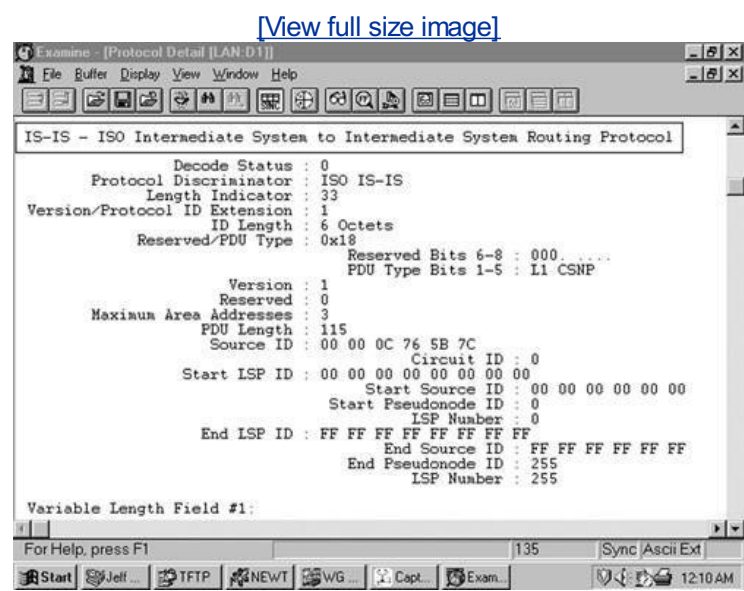 [View full size image]
Examine - [Protocol Detail [LAN:D1]]
File Buffer Display View Window Help
IS-IS - ISO Intermediate System to Intermediate System Routing Protocol
Decode Status : 0
Protocol Discriminator : ISO IS-IS
Length Indicator : 33
Version/Protocol ID Extension : 1
ID Length : 6 Octets
Reserved/PDU Type : 0x18
Reserved Bits 6-8 : 000. ....
PDU Type Bits 1-5 : L1 CSNP
Version : 1
Reserved : 0
Maximum Area Addresses : 3
PDU Length : 115
Source ID : 00 00 0C 76 5B 7C
Circuit ID : 0
Start LSP ID : 00 00 00 00 00 00 00 00
Start Source ID : 00 00 00 00 00 00
Start Pseudonode ID : 0
LSP Number : 0
End LSP ID : FF FF FF FF FF FF FF FF
End Source ID : FF FF FF FF FF FF
End Pseudonode ID : 255
LSP Number : 255
Variable Length Field #1:
For Help, press F1 135 Sync Ascii Ext
Start Jeff ... TFTP NEWT WG ... Capt... Exam... 12:10 AM